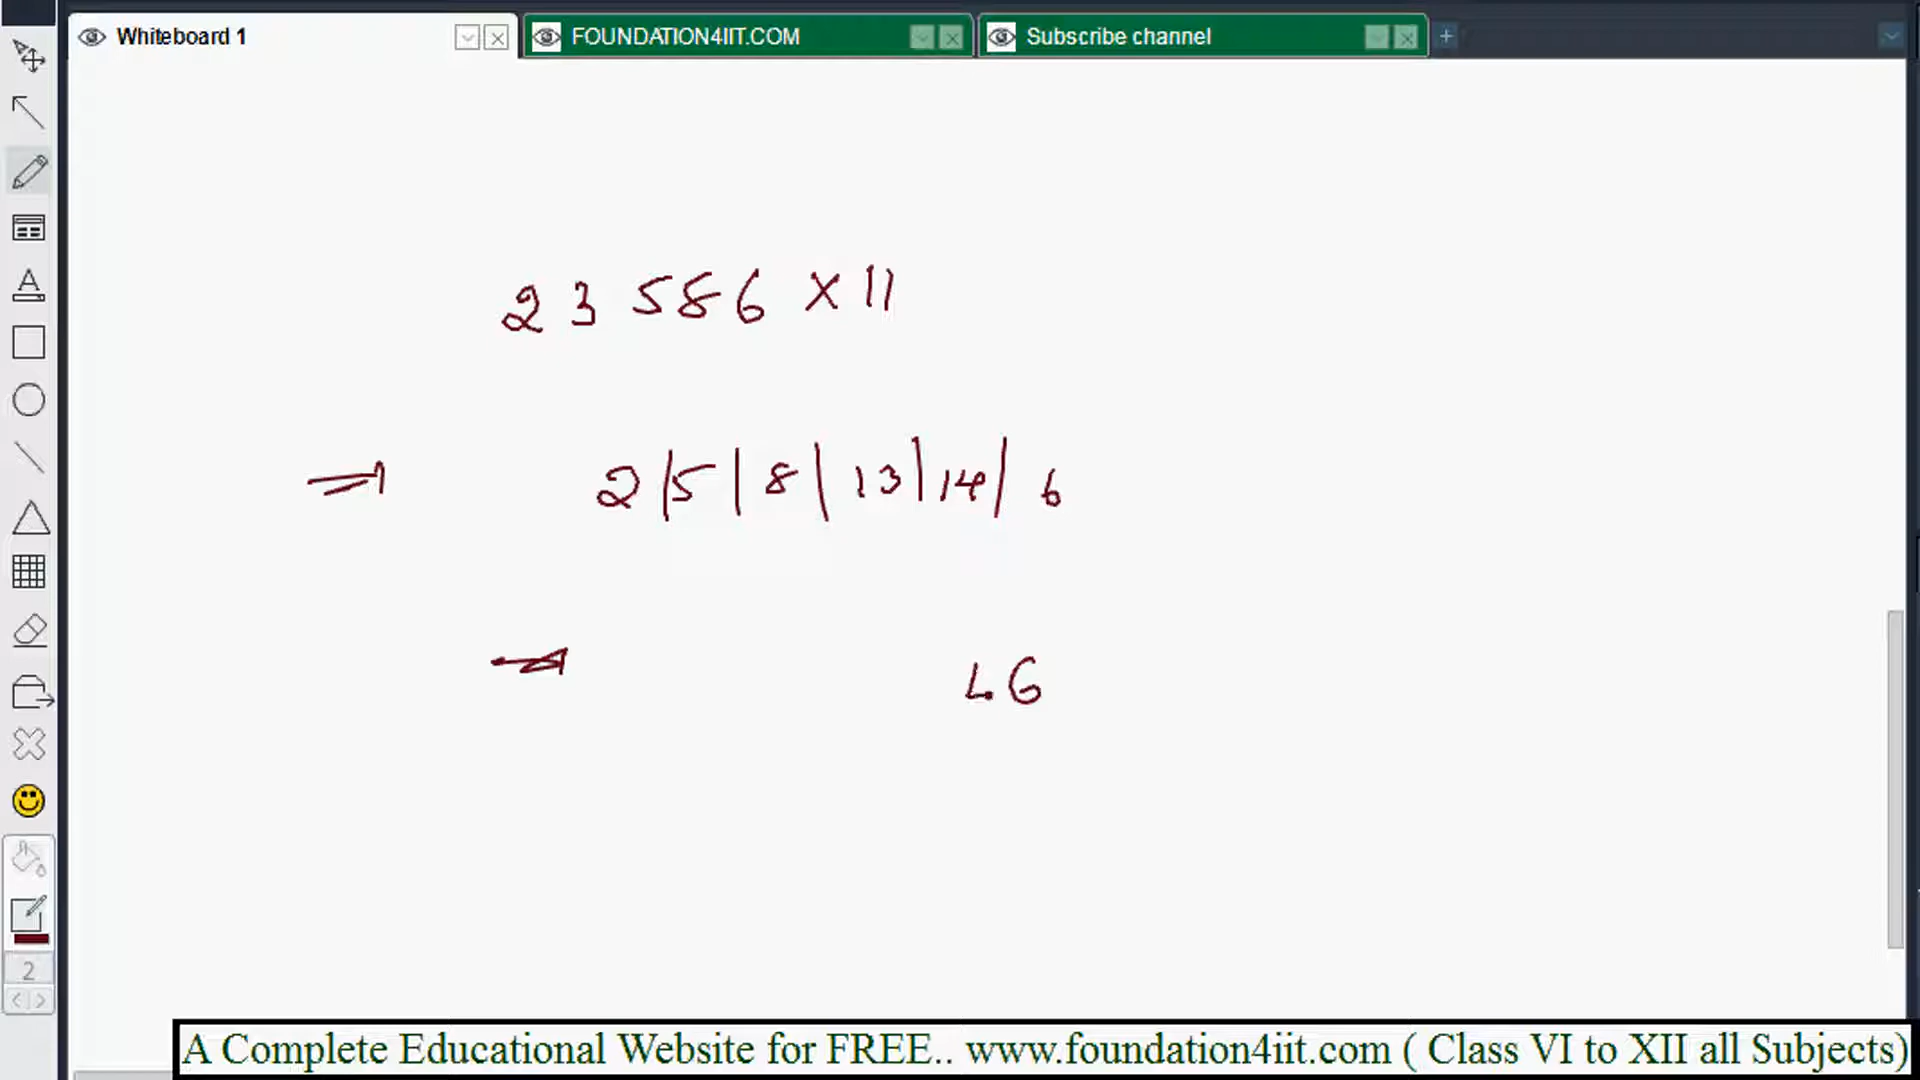 Whiteboard 1
FOUNDATION4IIT.COM
Subscribe channel
23586 × 11
⇒ 2|5|8|13|14|6
⇒ 46
2
A Complete Educational Website for FREE.. www.foundation4iit.com ( Class VI to XII all Subjects)